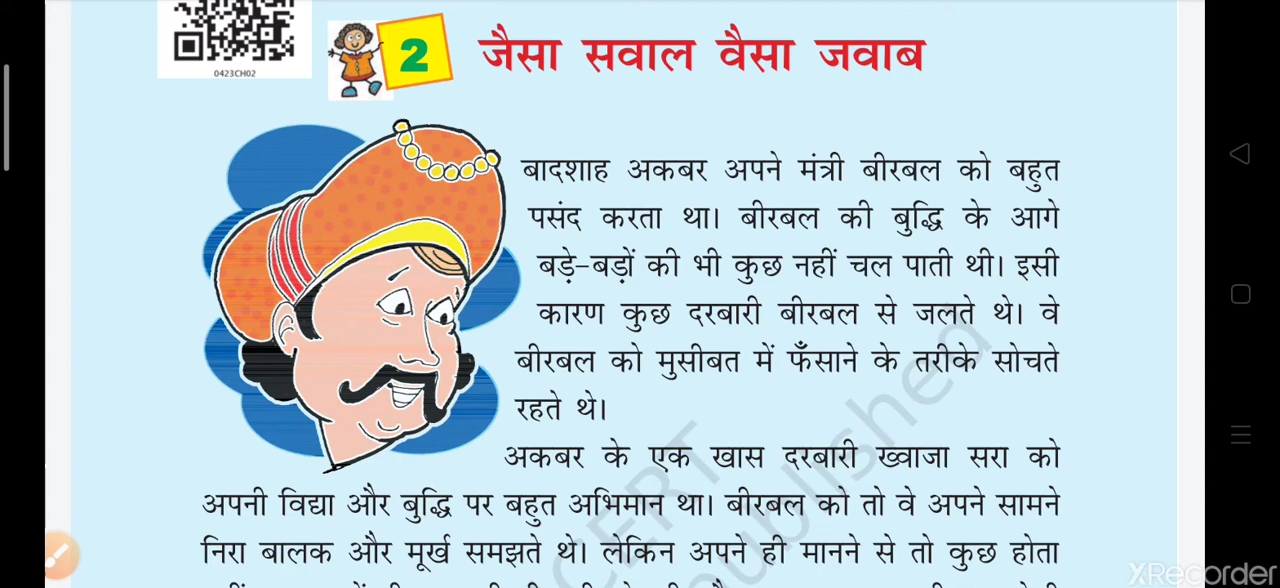 0423CH02
2 जैसा सवाल वैसा जवाब
बादशाह अकबर अपने मंत्री बीरबल को बहुत
पसंद करता था। बीरबल की बुद्धि के आगे
बड़े-बड़ों की भी कुछ नहीं चल पाती थी। इसी
कारण कुछ दरबारी बीरबल से जलते थे। वे
बीरबल को मुसीबत में फँसाने के तरीके सोचते
रहते थे।
अकबर के एक खास दरबारी ख्वाजा सरा को
अपनी विद्या और बुद्धि पर बहुत अभिमान था। बीरबल को तो वे अपने सामने
निरा बालक और मूर्ख समझते थे। लेकिन अपने ही मानने से तो कुछ होता
NCERT
published
XRecorder